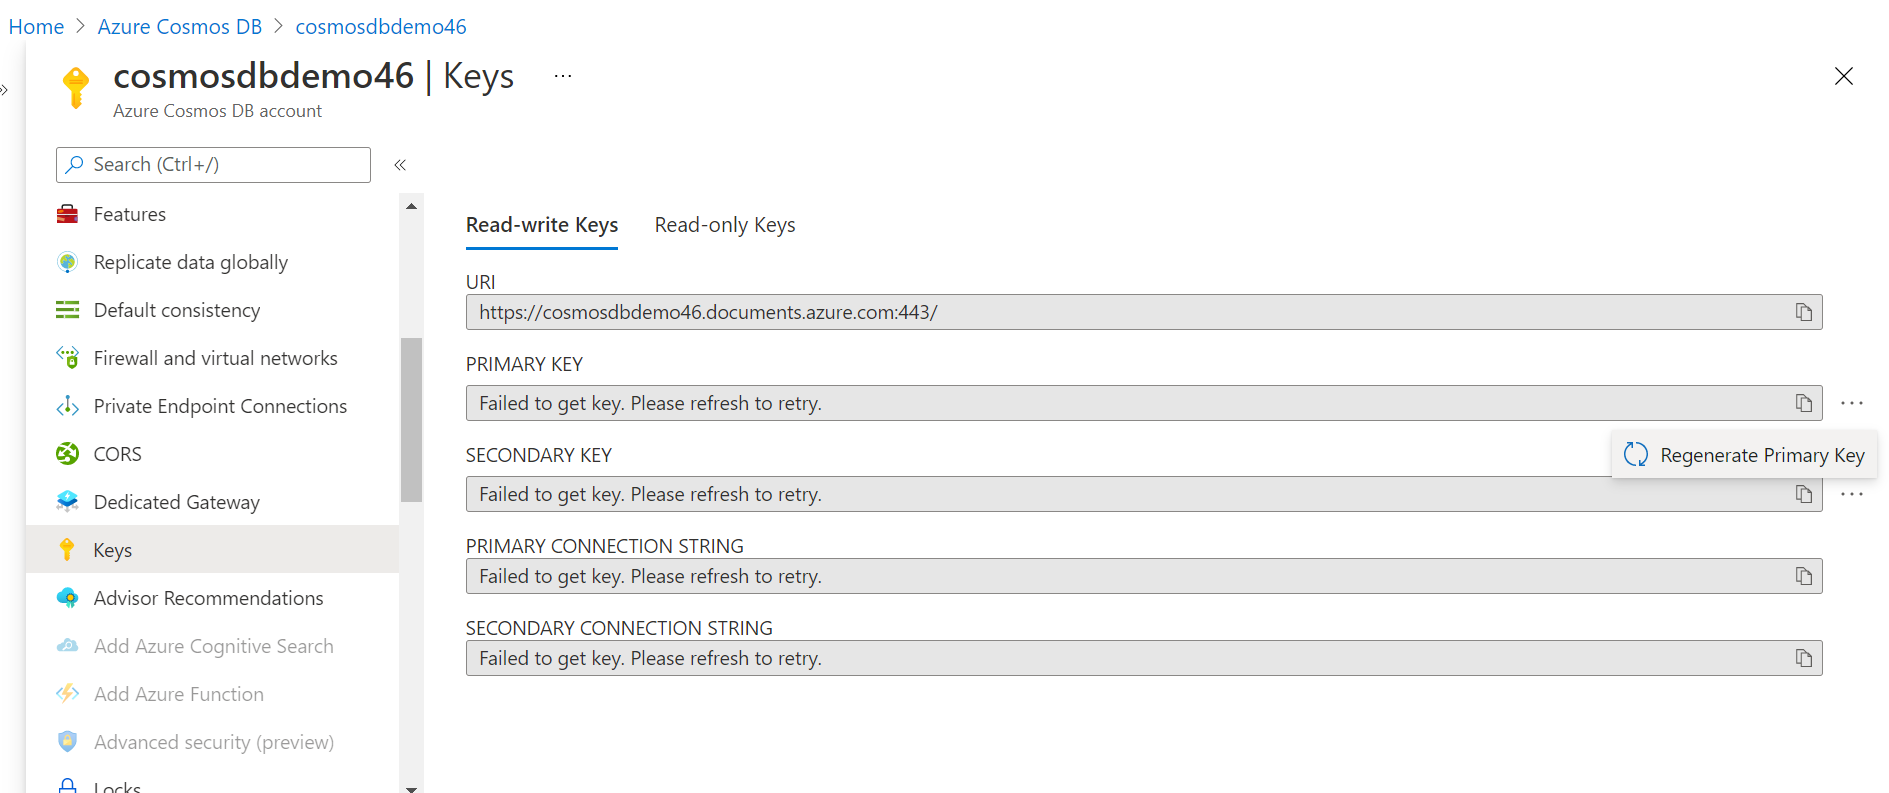 Home > Azure Cosmos DB > cosmosdbdemo46
cosmosdbdemo46 | Keys ...
Azure Cosmos DB account
Search (Ctrl+/)
Features
Replicate data globally
Default consistency
Firewall and virtual networks
Private Endpoint Connections
CORS
Dedicated Gateway
Keys
Advisor Recommendations
Add Azure Cognitive Search
Add Azure Function
Advanced security (preview)
Locks
Read-write Keys Read-only Keys
URI
https://cosmosdbdemo46.documents.azure.com:443/
PRIMARY KEY
Failed to get key. Please refresh to retry.
Regenerate Primary Key
SECONDARY KEY
Failed to get key. Please refresh to retry.
PRIMARY CONNECTION STRING
Failed to get key. Please refresh to retry.
SECONDARY CONNECTION STRING
Failed to get key. Please refresh to retry.